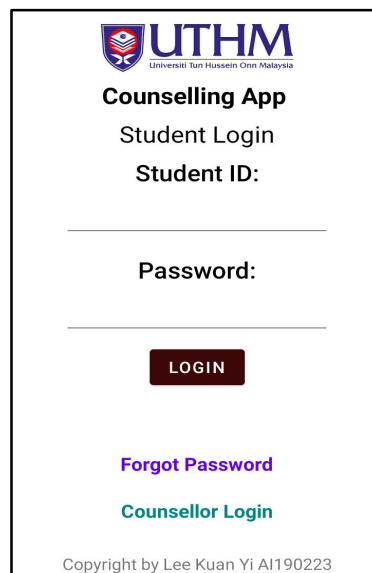 UTHM
Universiti Tun Hussein Onn Malaysia
Counselling App
Student Login
Student ID:
Password:
LOGIN
Forgot Password
Counsellor Login
Copyright by Lee Kuan Yi AI190223